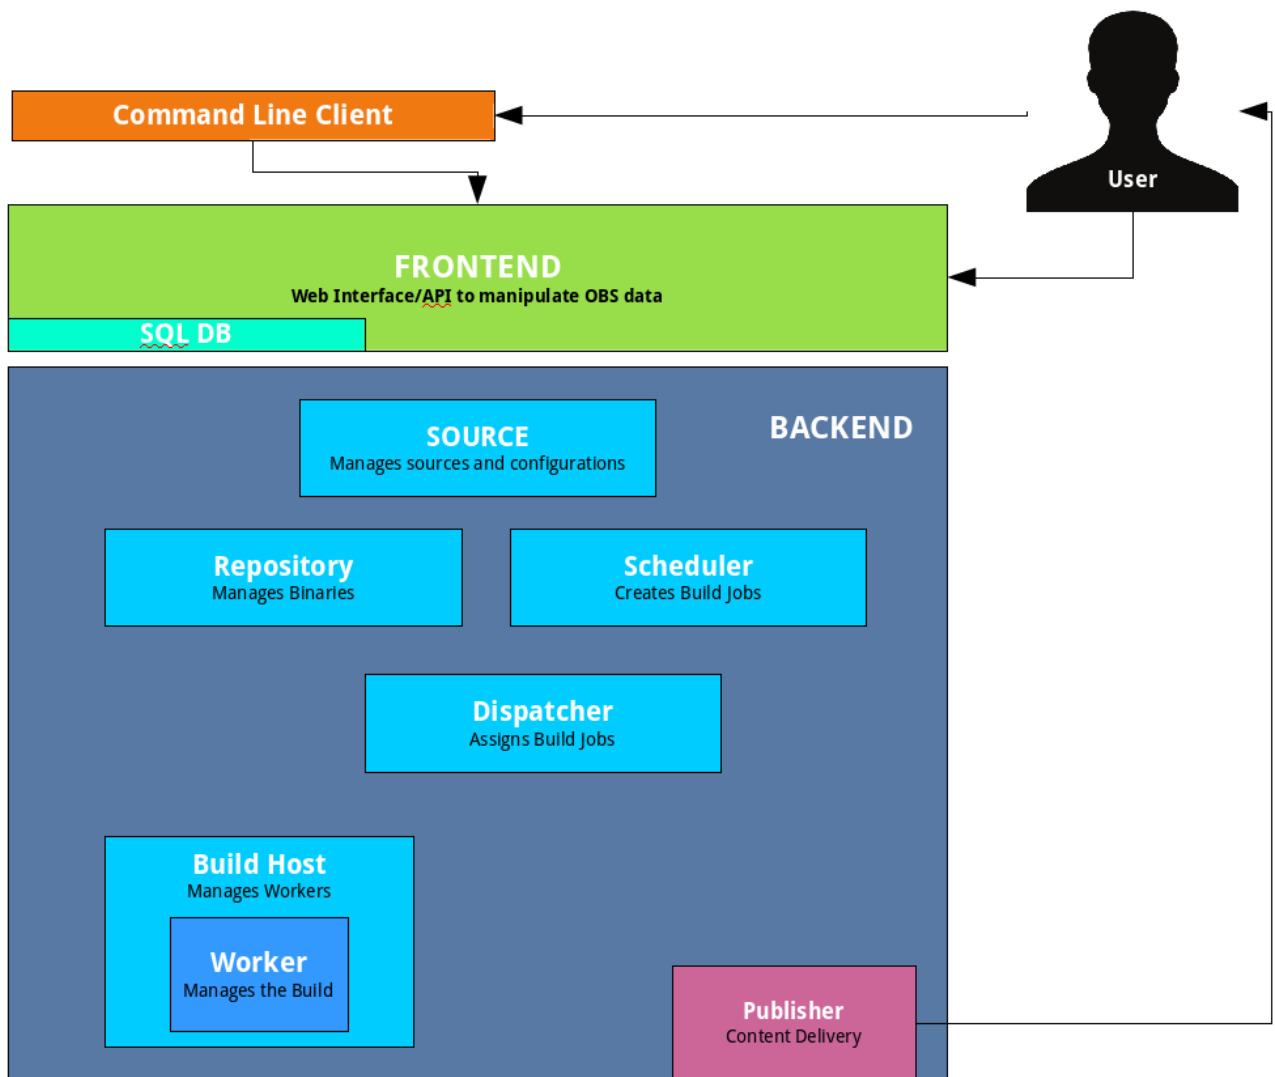 Command Line Client
User
FRONTEND
Web Interface/API to manipulate OBS data
SQL DB
BACKEND
SOURCE
Manages sources and configurations
Repository
Manages Binaries
Scheduler
Creates Build Jobs
Dispatcher
Assigns Build Jobs
Build Host
Manages Workers
Worker
Manages the Build
Publisher
Content Delivery